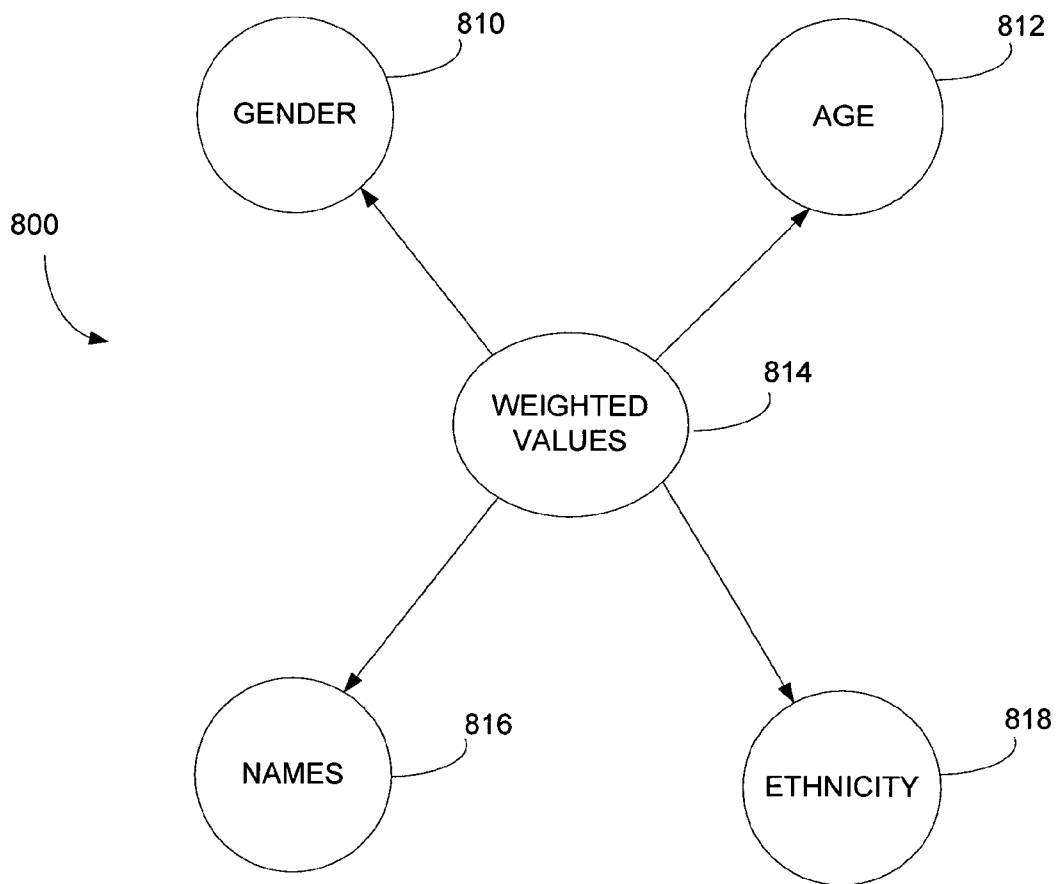 810
812
GENDER
AGE
800
814
WEIGHTED
VALUES
816
818
NAMES
ETHNICITY